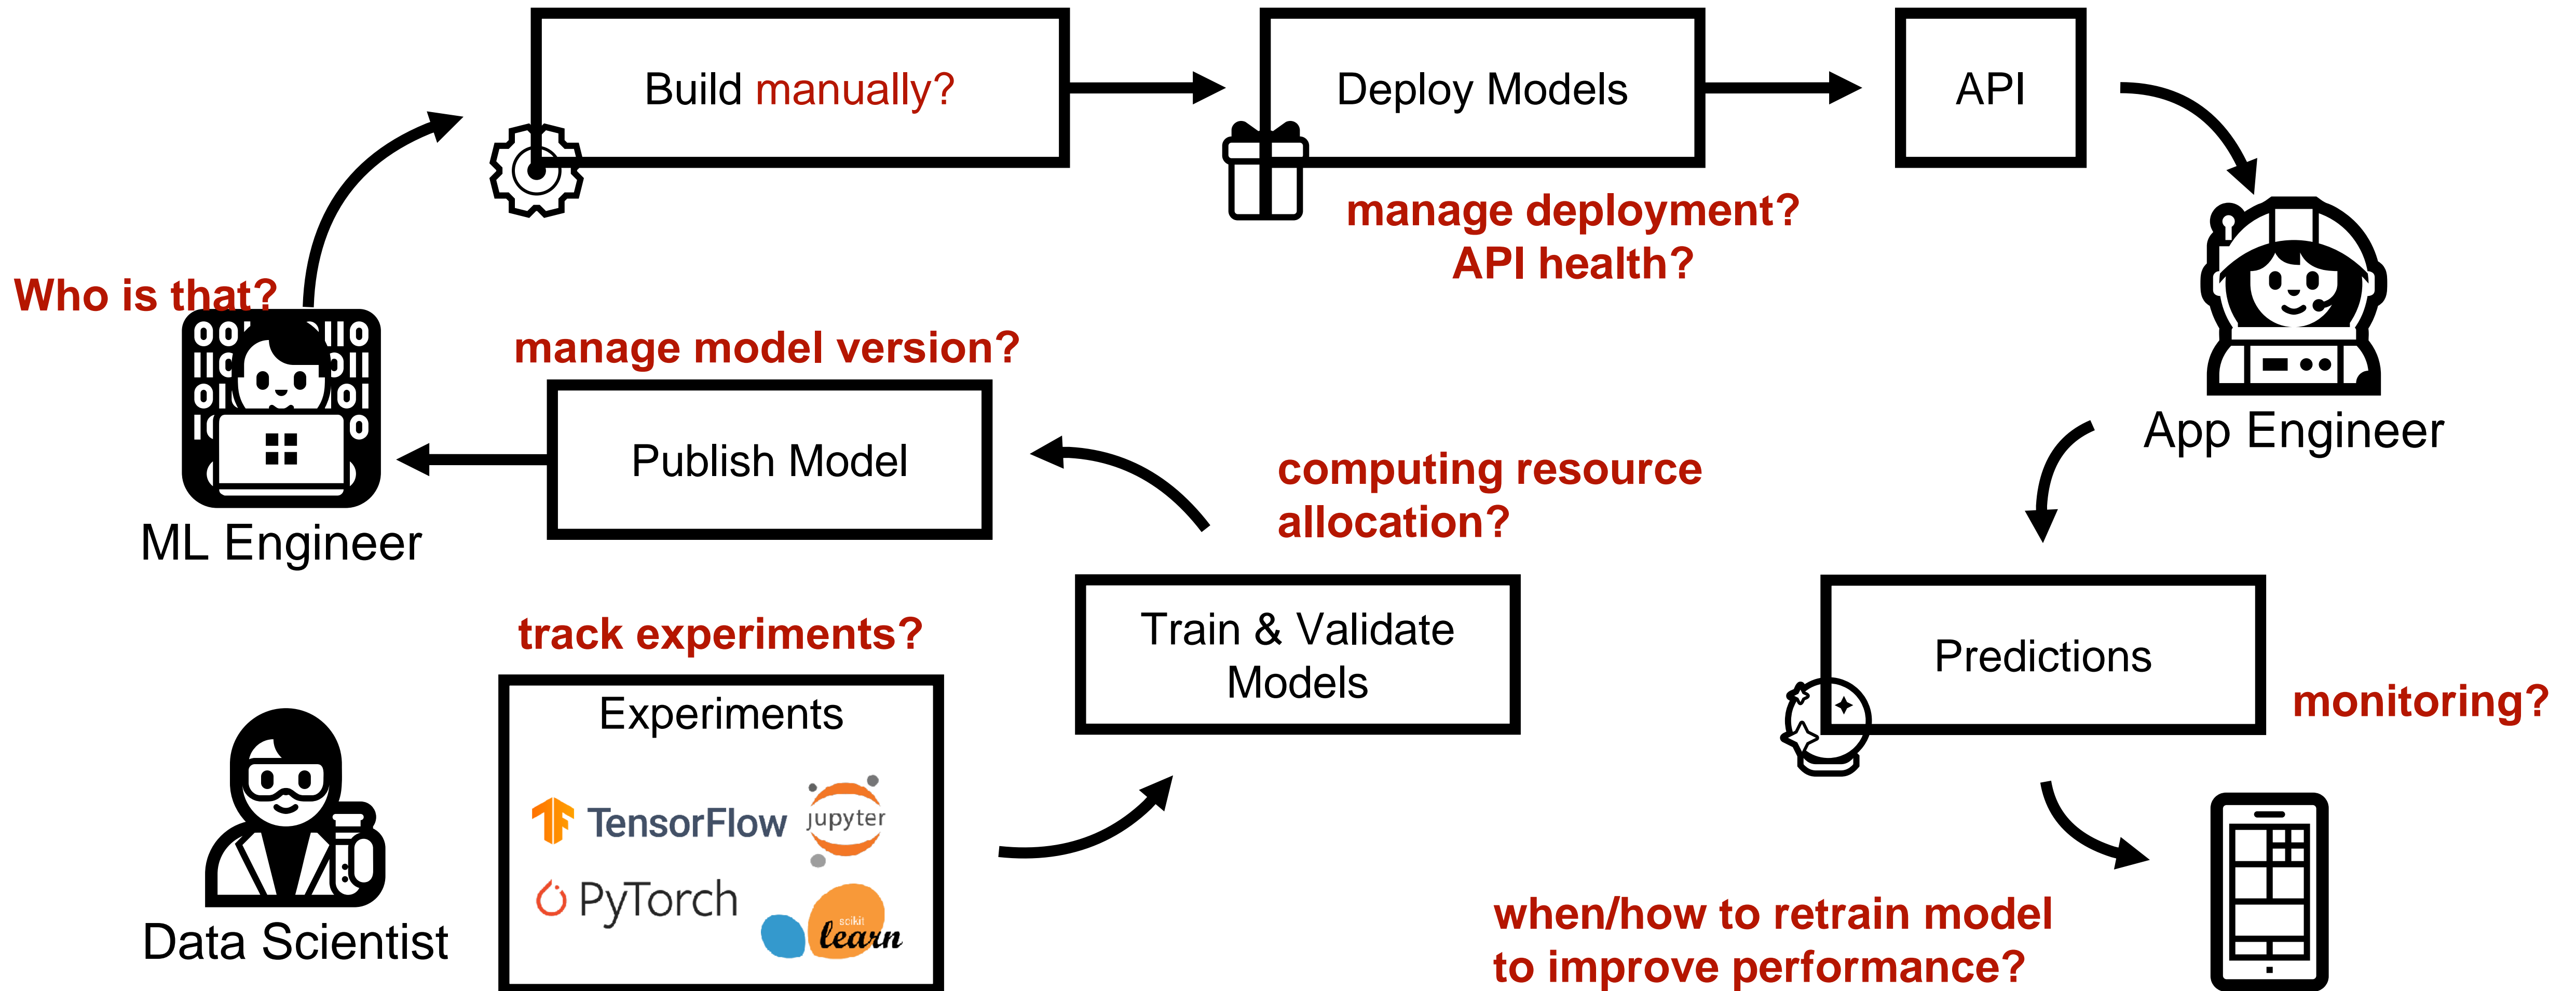 Build manually?
Deploy Models
API
manage deployment?
API health?
Who is that?
ML Engineer
manage model version?
Publish Model
App Engineer
computing resource
allocation?
Train & Validate
Models
Predictions
monitoring?
track experiments?
Experiments
TensorFlow
jupyter
PyTorch
scikit
learn
Data Scientist
when/how to retrain model
to improve performance?